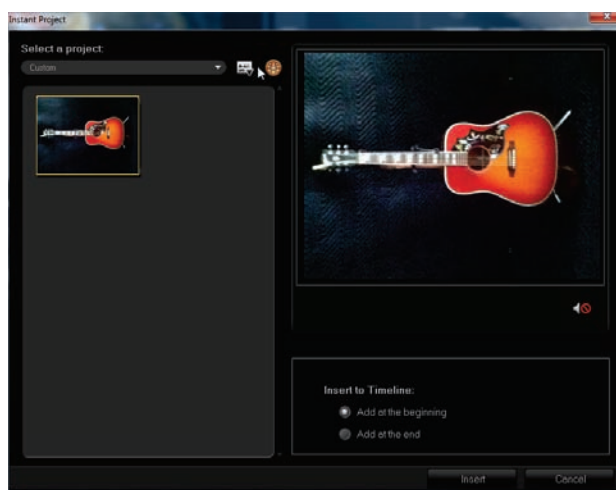 Instant Project
Select a project:
Custom
Insert to Timeline:
Add at the beginning
Add at the end
Insert
Cancel